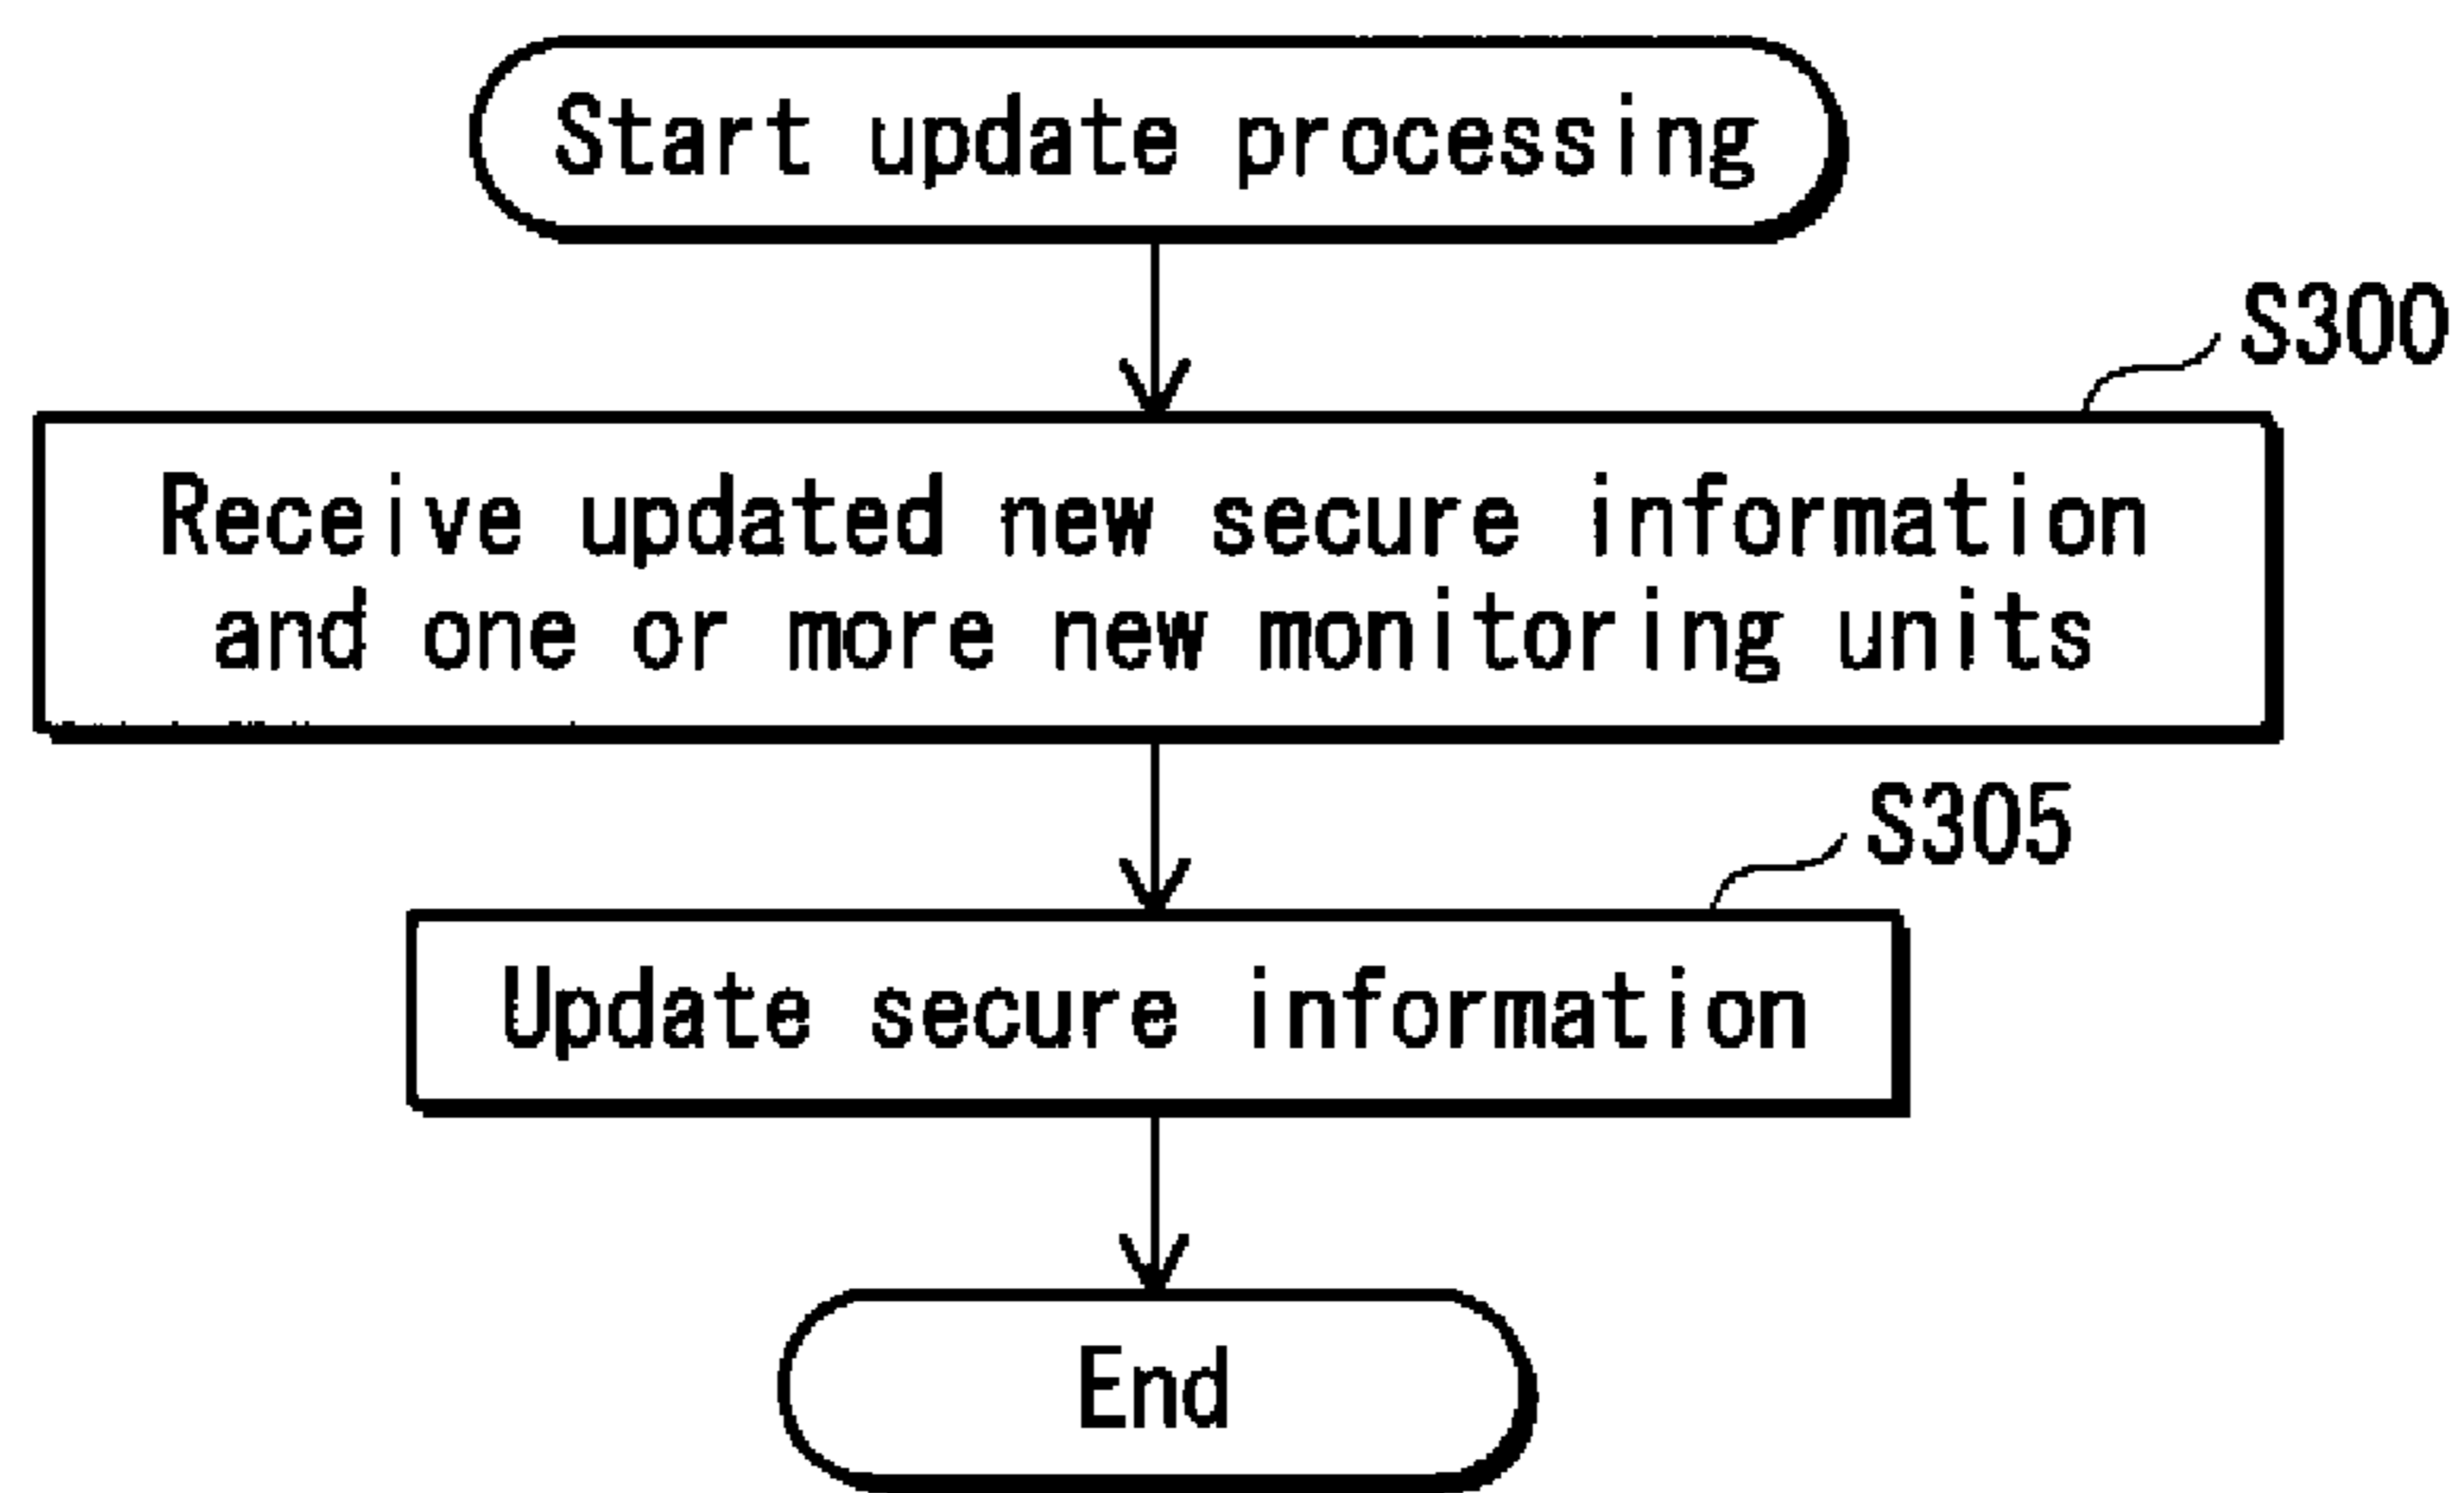 Start update processing
S300
Receive updated new secure information
and one or more new monitoring units
S305
Update secure information
End